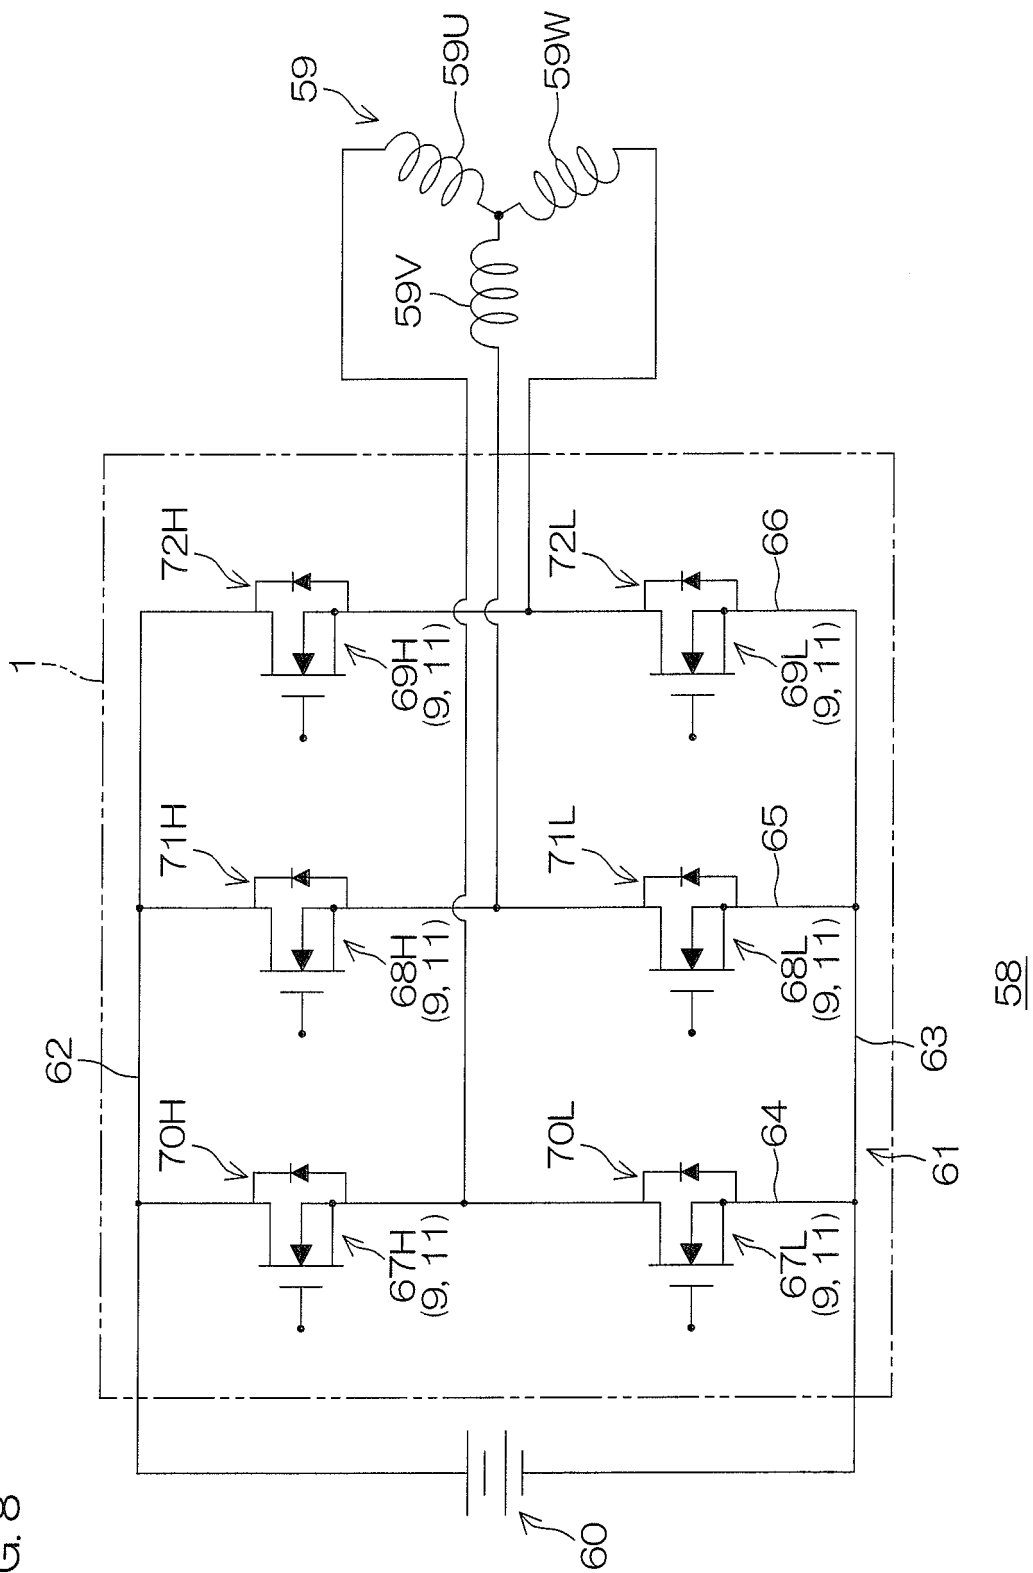 G. 8
1
62
70H
71H
72H
67H
(9, 11)
68H
(9, 11)
69H
(9, 11)
70L
71L
72L
67L
(9, 11)
68L
(9, 11)
69L
(9, 11)
64
65
66
63
61
60
59
59U
59V
59W
58